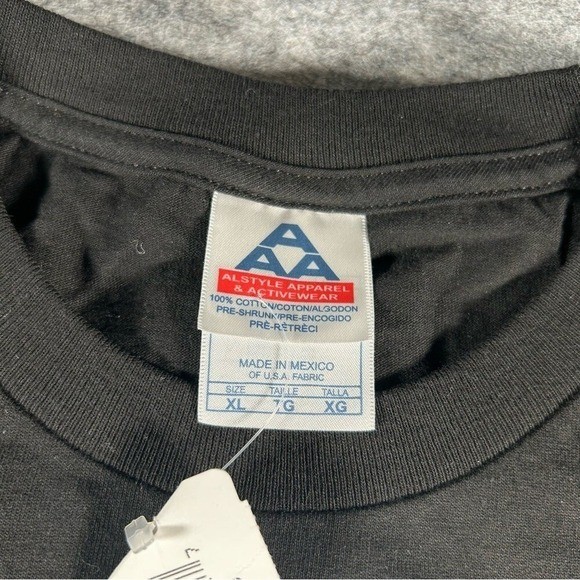 A
AA
ALSTYLE APPAREL
& ACTIVEWEAR
100% COTTON/COTON/ALGODON
PRE-SHRUNK/PRE-ENCOGIDO
PRÉ-RÉTRÉCI
MADE IN MEXICO
OF U.S.A. FABRIC
SIZE TAILLE TALLA
XL TG XG